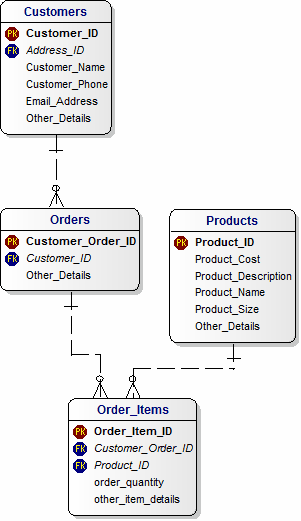 Customers
PK Customer_ID
FK Address_ID
Customer_Name
Customer_Phone
Email_Address
Other_Details
Orders
PK Customer_Order_ID
FK Customer_ID
Other_Details
Products
PK Product_ID
Product_Cost
Product_Description
Product_Name
Product_Size
Other_Details
Order_Items
PK Order_Item_ID
FK Customer_Order_ID
FK Product_ID
order_quantity
other_item_details